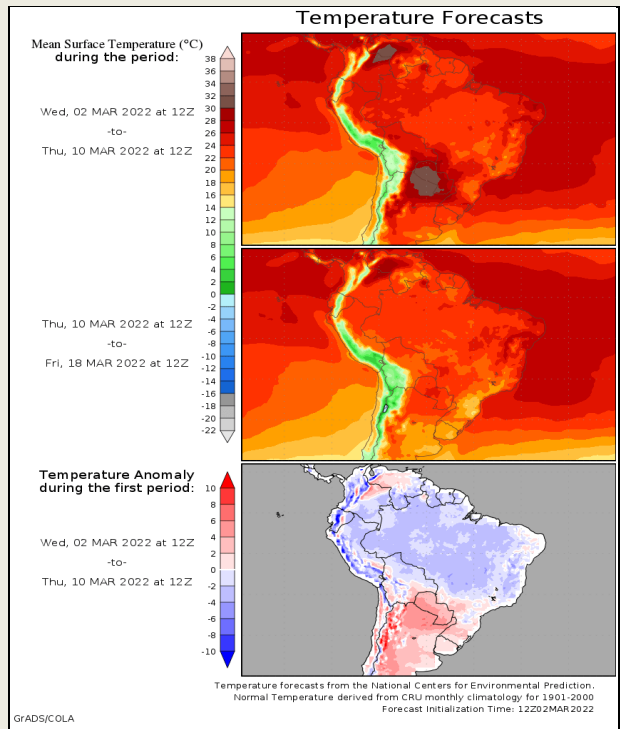 Temperature Forecasts
Mean Surface Temperature (°C)
during the period:
Wed, 02 MAR 2022 at 12Z
-to-
Thu, 10 MAR 2022 at 12Z
38
36
34
32
30
28
26
24
22
20
18
16
14
12
10
8
6
4
2
0
-2
-4
-6
-8
-10
-12
-14
-16
-18
-20
-22
Thu, 10 MAR 2022 at 12Z
-to-
Fri, 18 MAR 2022 at 12Z
Temperature Anomaly
during the first period:
Wed, 02 MAR 2022 at 12Z
-to-
Thu, 10 MAR 2022 at 12Z
10
8
6
4
2
0
-2
-4
-6
-8
-10
Temperature forecasts from the National Centers for Environmental Prediction.
Normal Temperature derived from CRU monthly climatology for 1901-2000
Forecast Initialization Time: 12Z02MAR2022
GrADS/COLA